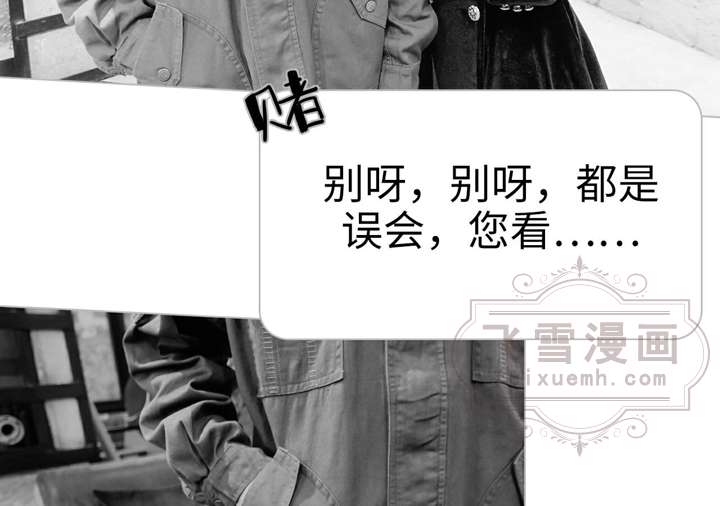 赌
别呀，别呀，都是
误会，您看……
飞雪漫画
ixuemh.com